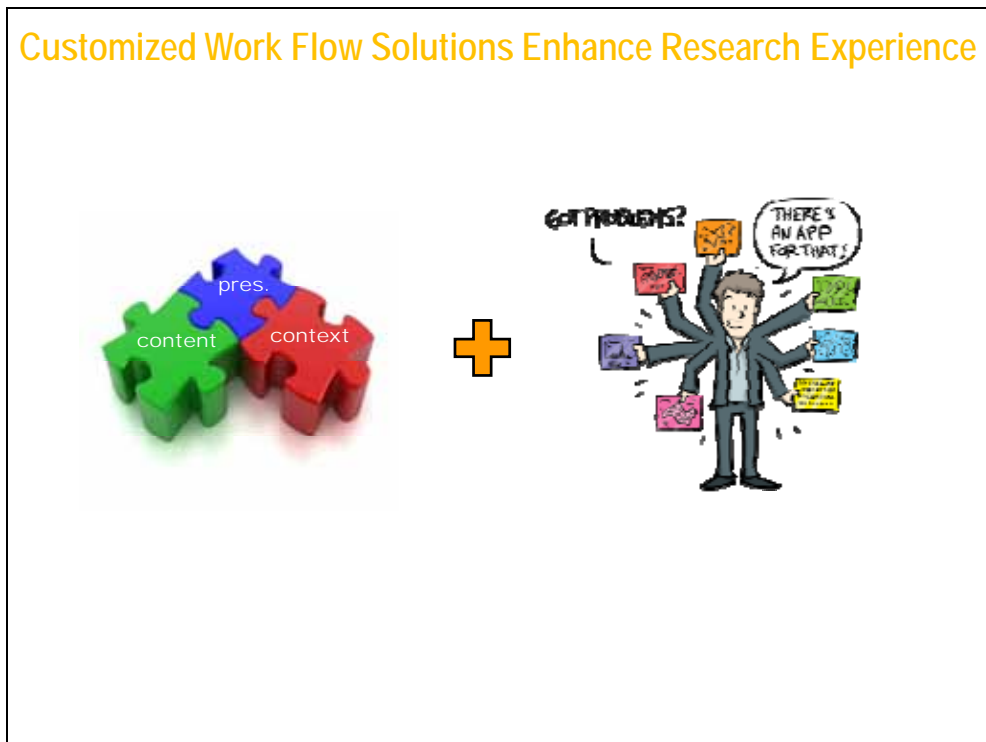 Customized Work Flow Solutions Enhance Research Experience
pres.
content
context
GOT PROBLEMS?
THERE'S
AN APP
FOR THAT!